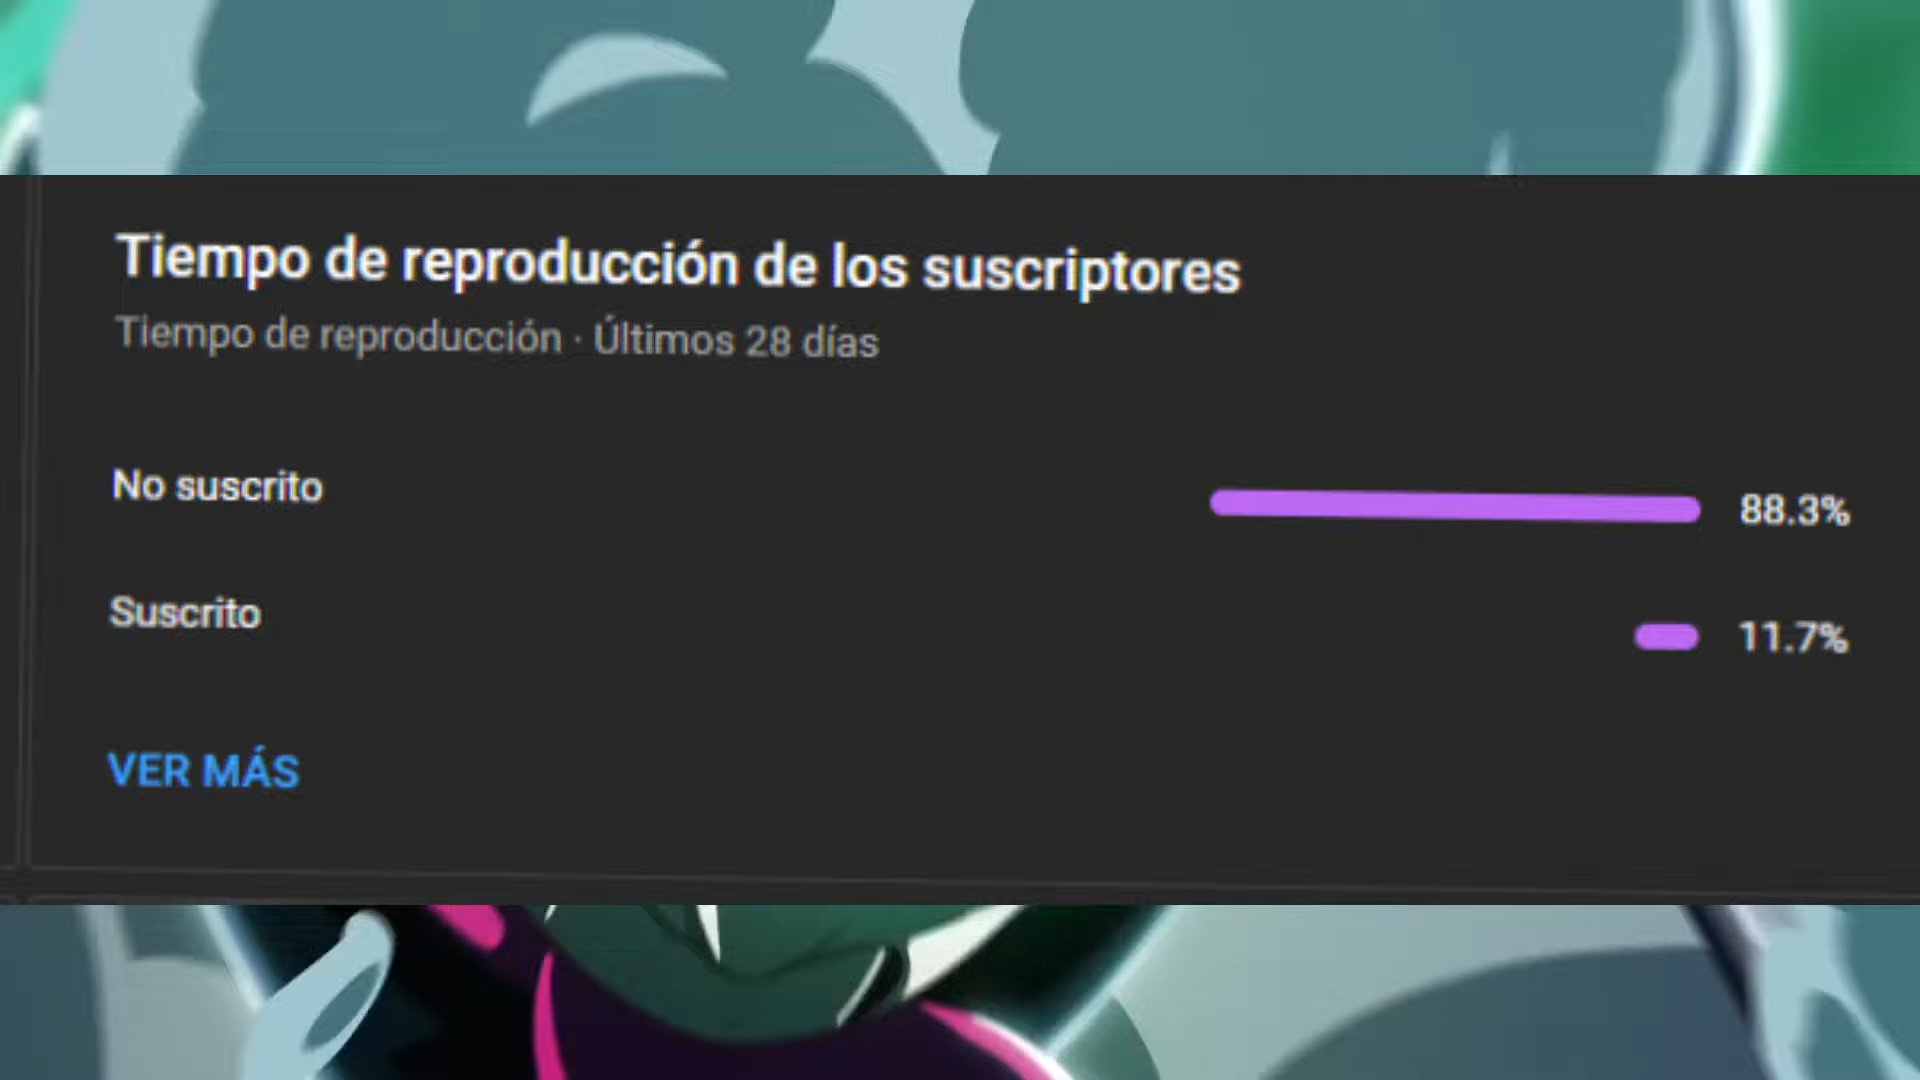 Tiempo de reproducción de los suscriptores
Tiempo de reproducción · Últimos 28 días
No suscrito 88.3%
Suscrito 11.7%
VER MÁS